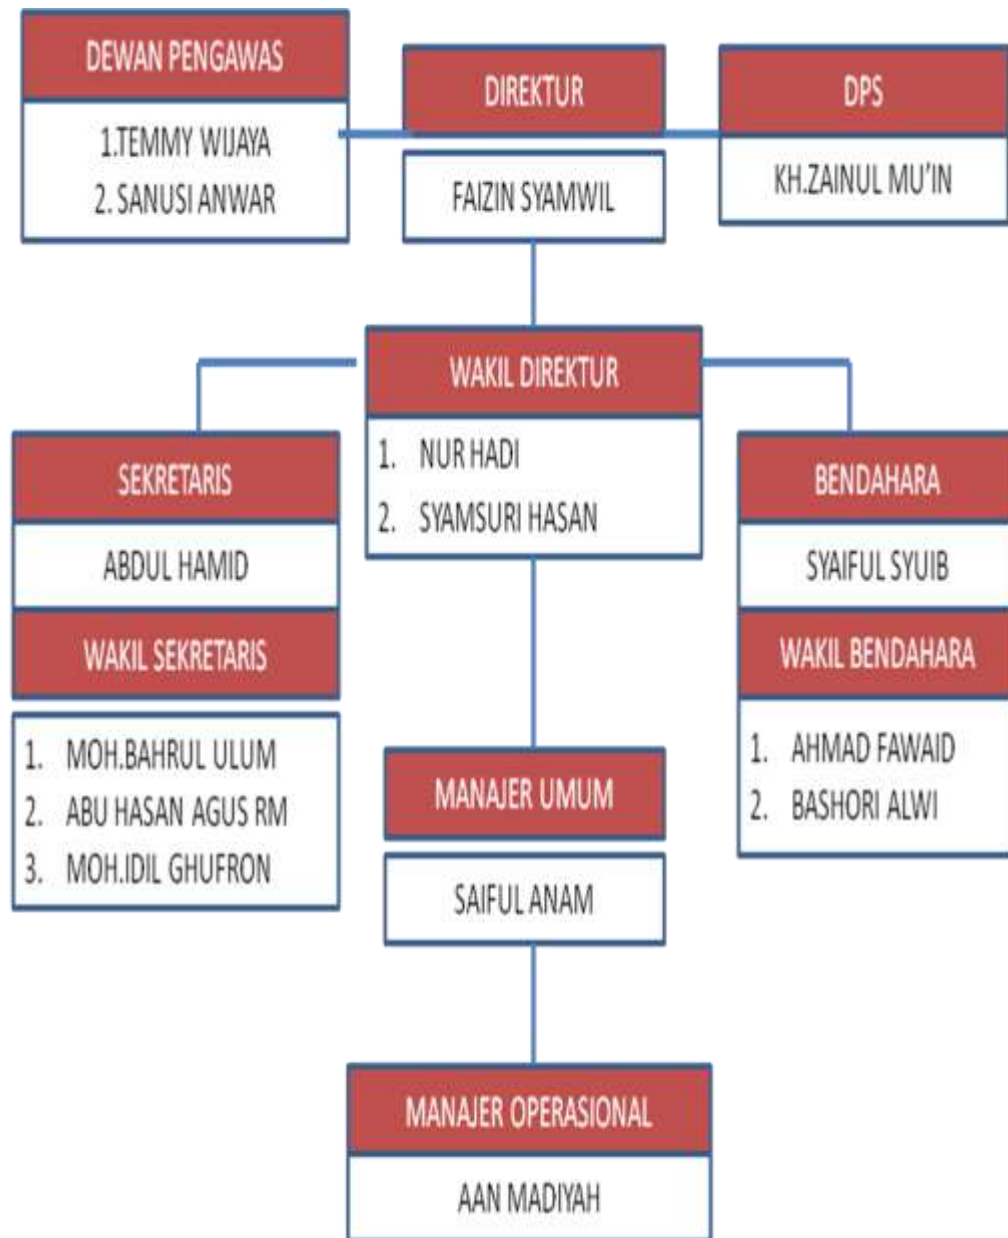 DEWAN PENGAWAS
1.TEMMY WIJAYA
2. SANUSI ANWAR
DIREKTUR
FAIZIN SYAMWIL
DPS
KH.ZAINUL MU'IN
WAKIL DIREKTUR
1. NUR HADI
2. SYAMSURI HASAN
SEKRETARIS
ABDUL HAMID
WAKIL SEKRETARIS
1. MOH.BAHRUL ULUM
2. ABU HASAN AGUS RM
3. MOH.IDIL GHUFRON
BENDAHARA
SYAIFUL SYUIB
WAKIL BENDAHARA
1. AHMAD FAWAID
2. BASHORI ALWI
MANAJER UMUM
SAIFUL ANAM
MANAJER OPERASIONAL
AAN MADIYAH